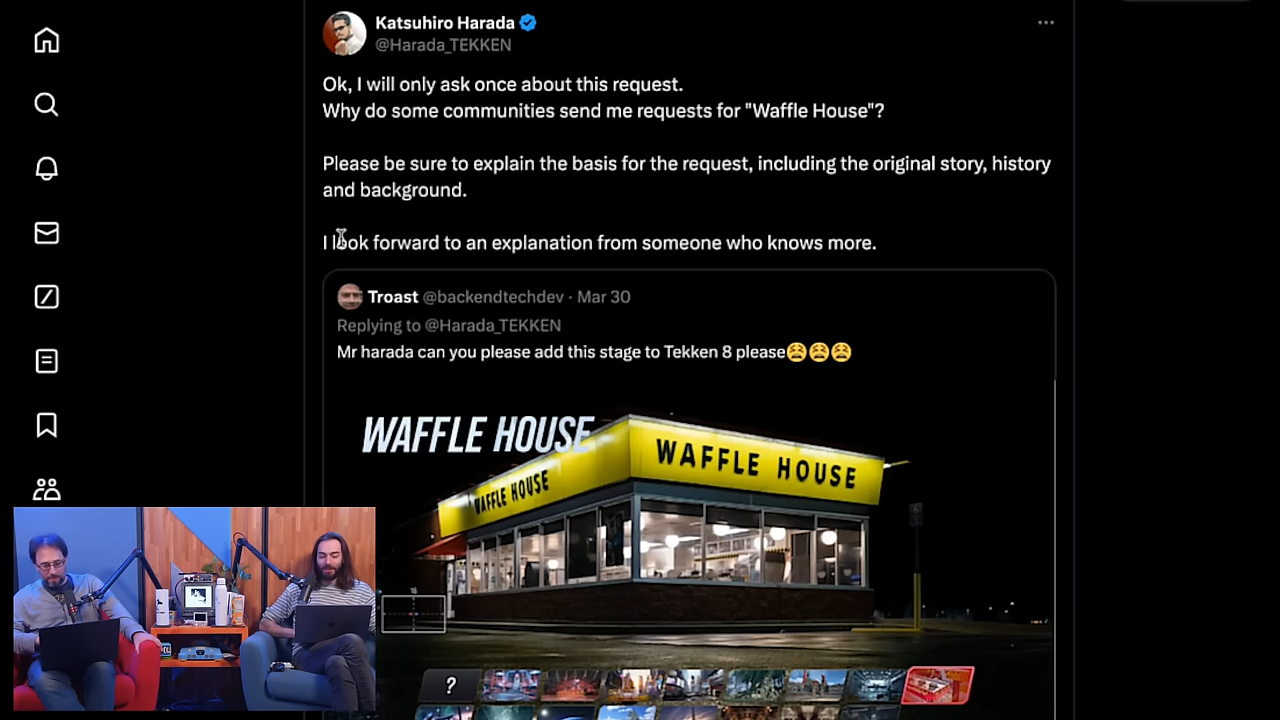 Katsuhiro Harada
@Harada_TEKKEN
Ok, I will only ask once about this request.
Why do some communities send me requests for "Waffle House"?
Please be sure to explain the basis for the request, including the original story, history
and background.
I look forward to an explanation from someone who knows more.
Troast @backendtechdev · Mar 30
Replying to @Harada_TEKKEN
Mr harada can you please add this stage to Tekken 8 please😩😩😩
WAFFLE HOUSE
WAFFLE HOUSE
WAFFLE HOUSE
?